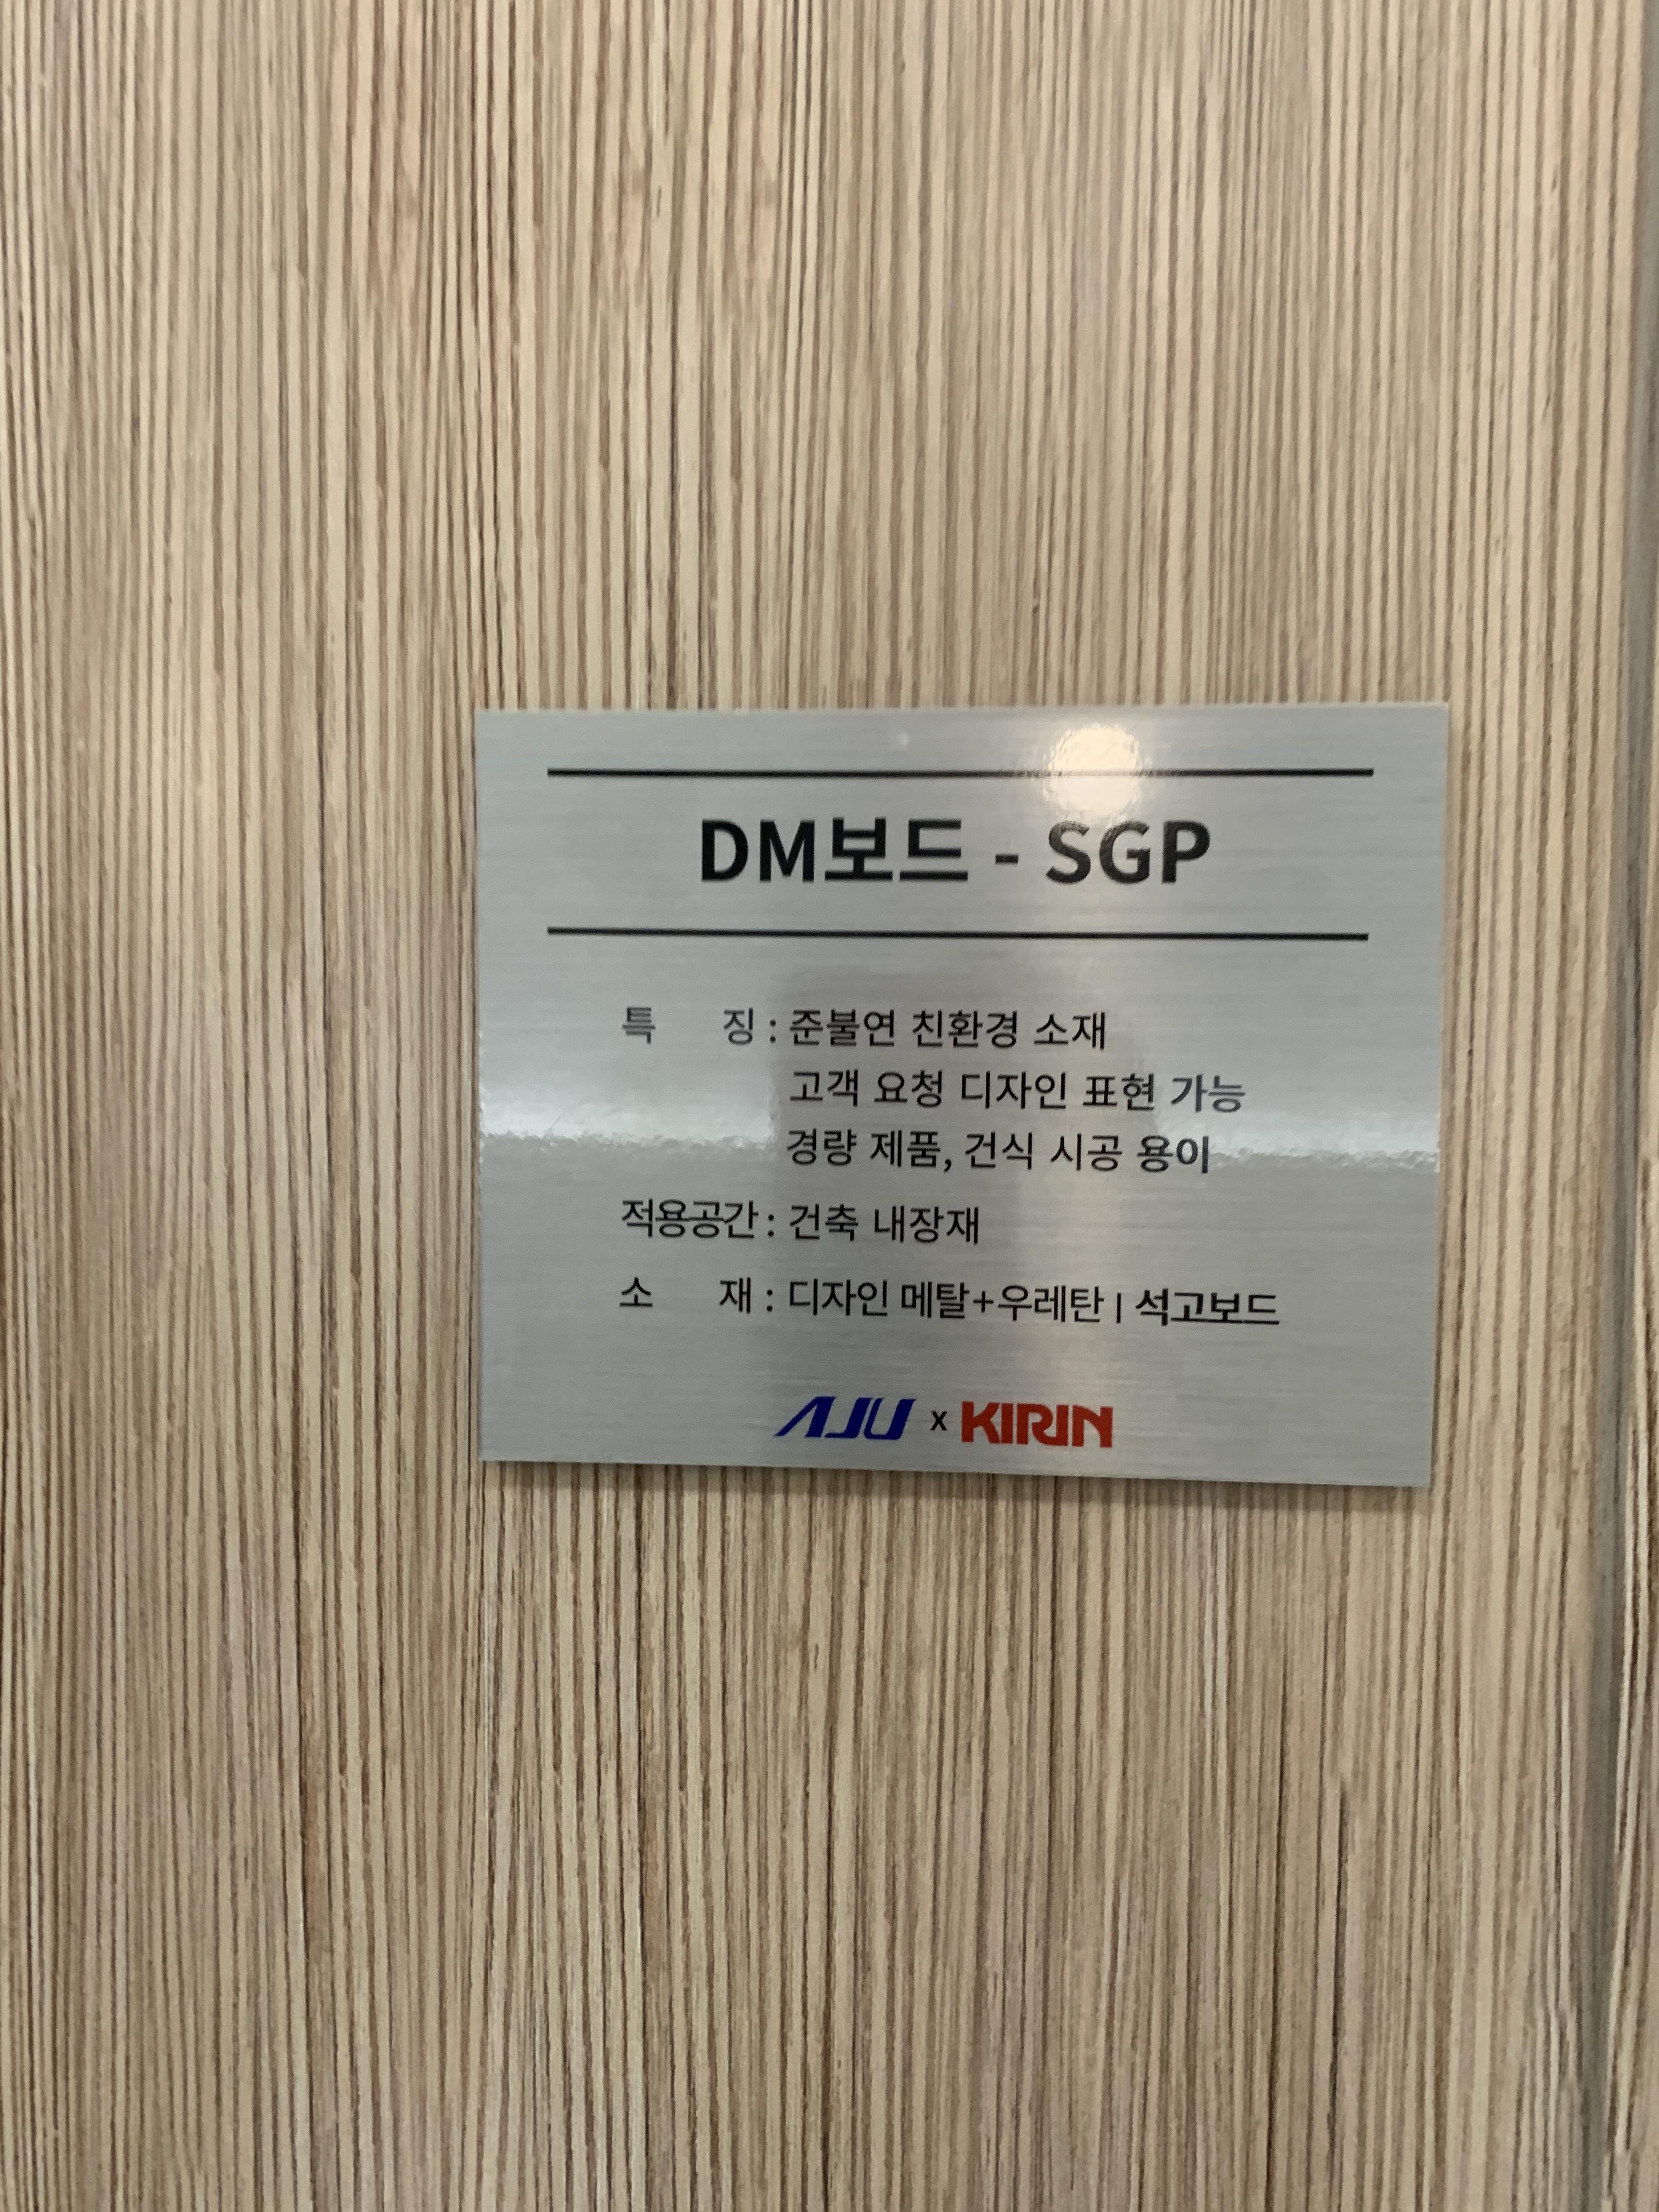 DM보드 - SGP
특 징 : 준불연 친환경 소재
고객 요청 디자인 표현 가능
경량 제품, 건식 시공 용이
적용공간 : 건축 내장재
소 재 : 디자인 메탈+우레탄 | 석고보드
AJU x KIRIN